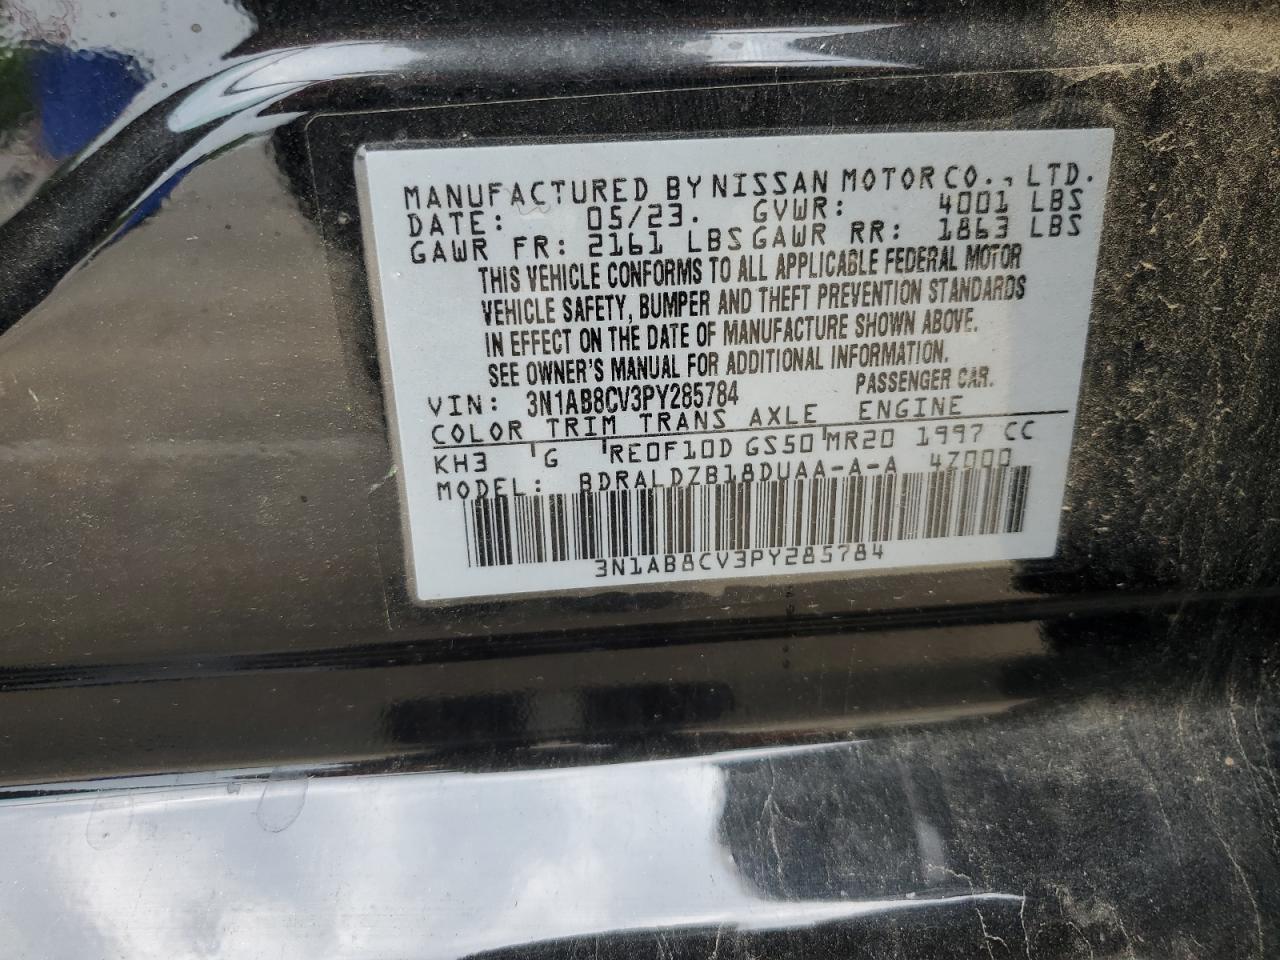 MANUFACTURED BY NISSAN MOTOR CO., LTD.
DATE: 05/23. GVWR: 4001 LBS
GAWR FR: 2161 LBS GAWR RR: 1863 LBS
THIS VEHICLE CONFORMS TO ALL APPLICABLE FEDERAL MOTOR
VEHICLE SAFETY, BUMPER AND THEFT PREVENTION STANDARDS
IN EFFECT ON THE DATE OF MANUFACTURE SHOWN ABOVE.
SEE OWNER'S MANUAL FOR ADDITIONAL INFORMATION.
VIN: 3N1AB8CV3PY285784 PASSENGER CAR.
COLOR TRIM TRANS AXLE ENGINE
KH3 G RE0F10D GS50 MR20 1997 CC
MODEL: BDRALDZB18DUAA-A-A 47000
3N1AB8CV3PY285784